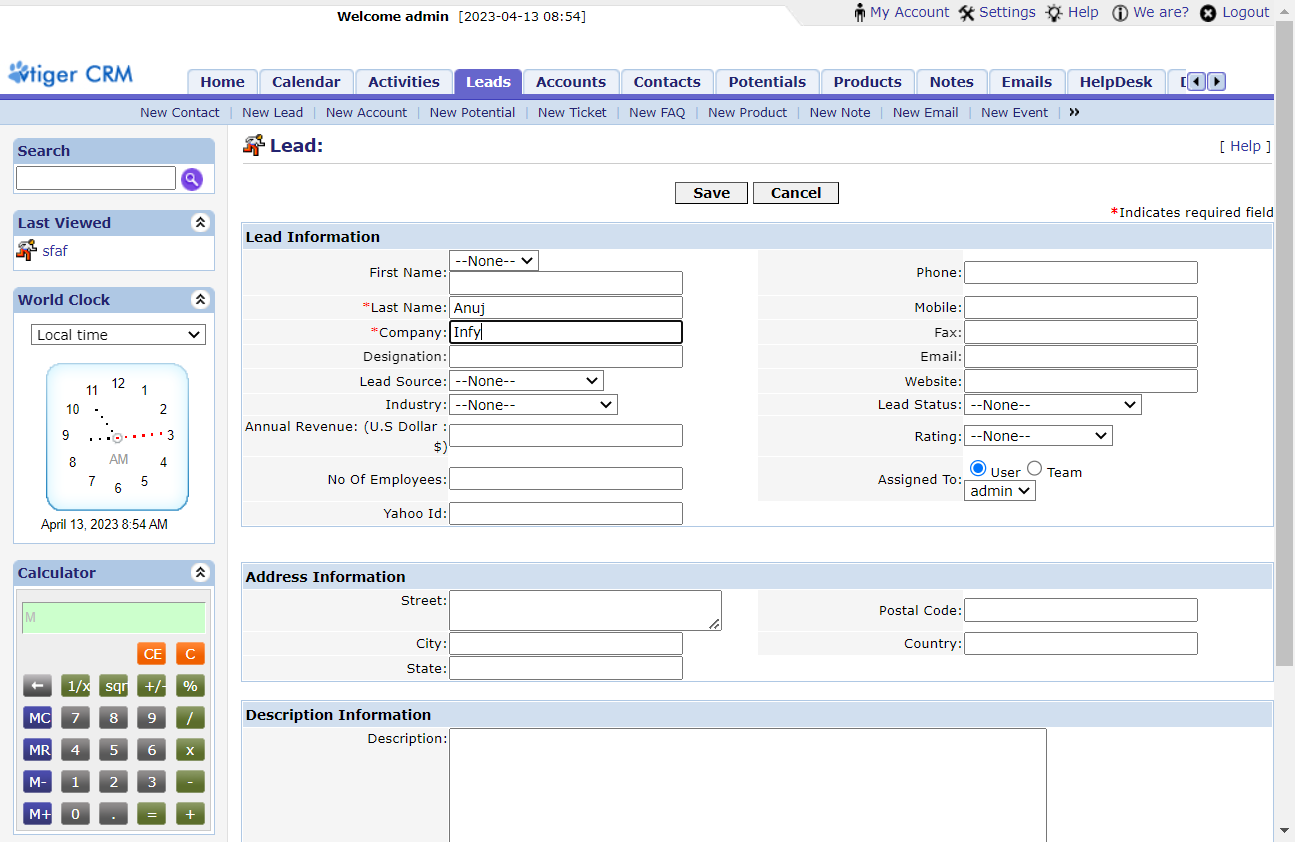 Welcome admin [2023-04-13 08:54]
My Account Settings Help We are? Logout
vtiger CRM
Home Calendar Activities Leads Accounts Contacts Potentials Products Notes Emails HelpDesk
New Contact | New Lead | New Account | New Potential | New Ticket | New FAQ | New Product | New Note | New Email | New Event | »
Search
Last Viewed
sfaf
World Clock
Local time
12
11 1
10 2
9 3
AM
8 4
7 5
6
April 13, 2023 8:54 AM
Calculator
M
CE C
← 1/x sqr +/- %
MC 7 8 9 /
MR 4 5 6 x
M- 1 2 3 -
M+ 0 . = +
Lead:
[ Help ]
Save Cancel
*Indicates required field
Lead Information
First Name: --None--
Phone:
*Last Name: Anuj
Mobile:
*Company: Infy
Fax:
Designation:
Email:
Lead Source: --None--
Website:
Industry: --None--
Lead Status: --None--
Annual Revenue: (U.S Dollar :
$)
Rating: --None--
No Of Employees:
Assigned To: User Team
admin
Yahoo Id:
Address Information
Street:
Postal Code:
City:
Country:
State:
Description Information
Description: